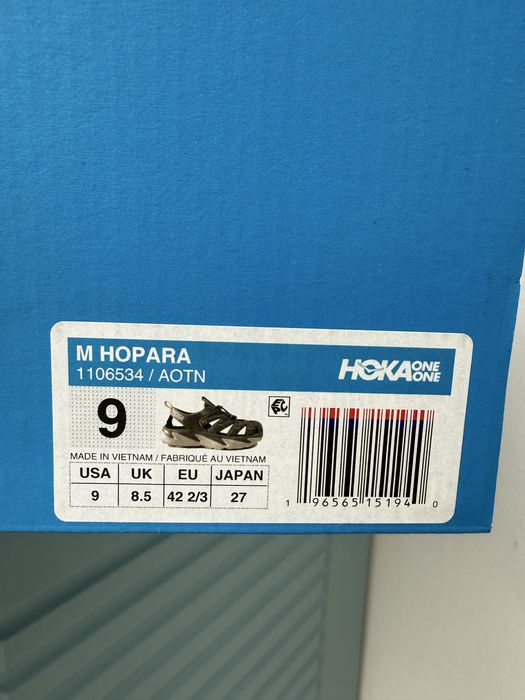 M HOPARA
1106534 / AOTN
HOKA ONE ONE
9
MADE IN VIETNAM / FABRIQUÉ AU VIETNAM
USA UK EU JAPAN
9 8.5 42 2/3 27
1 96565 15194 0